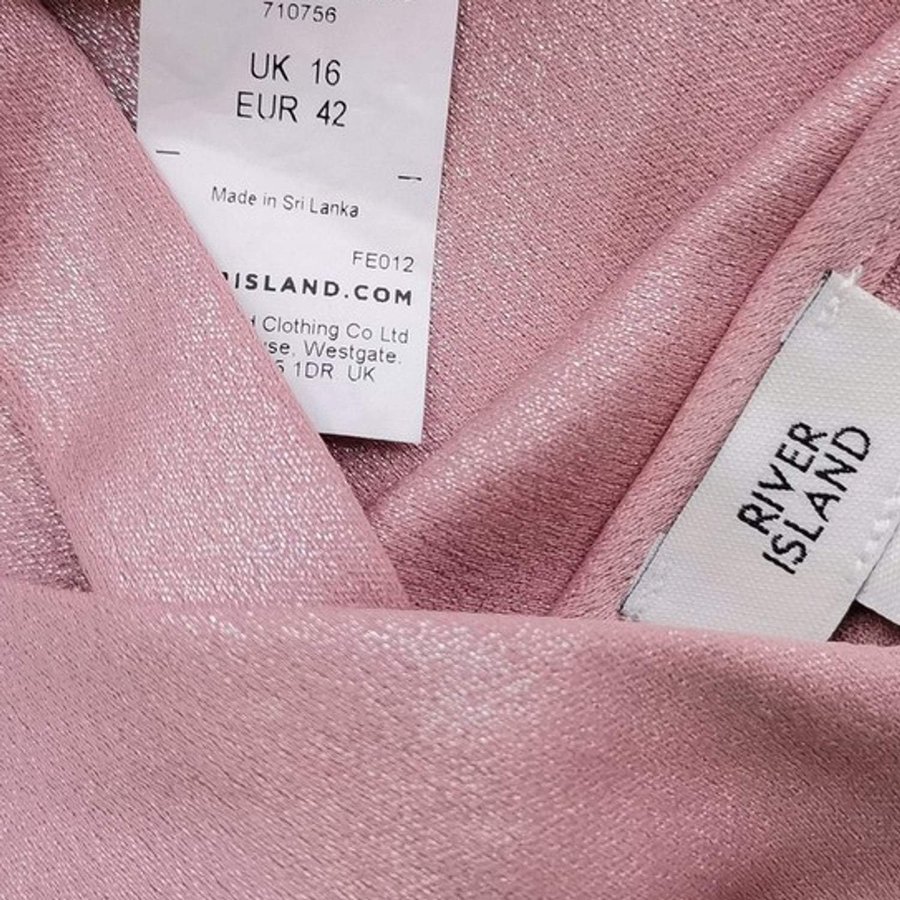 710756
UK 16
EUR 42
Made in Sri Lanka
FE012
ISLAND.COM
Clothing Co Ltd
Westgate.
1DR UK
RIVER
ISLAND